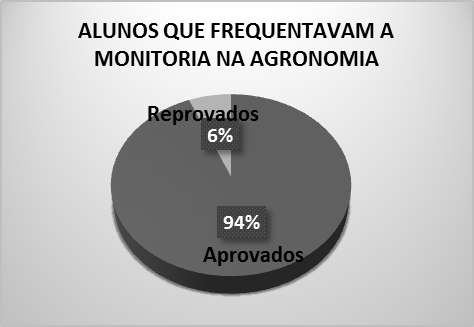 ALUNOS QUE FREQUENTAVAM A
MONITORIA NA AGRONOMIA
Reprovados
6%
94%
Aprovados